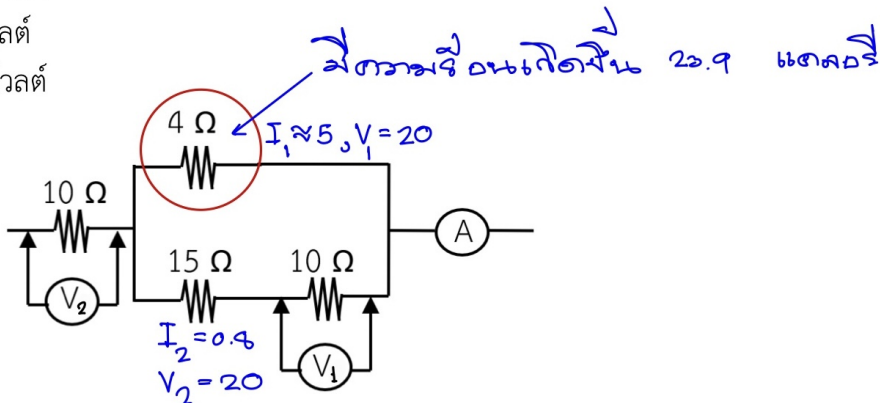 ลต์
วลต์
มีความร้อนเกิดขึ้น 23.9 แคลอรี่
4 Ω
I₁≈5, V₁=20
10 Ω
A
15 Ω 10 Ω
V₂
I₂=0.8
V₁
V₂=20